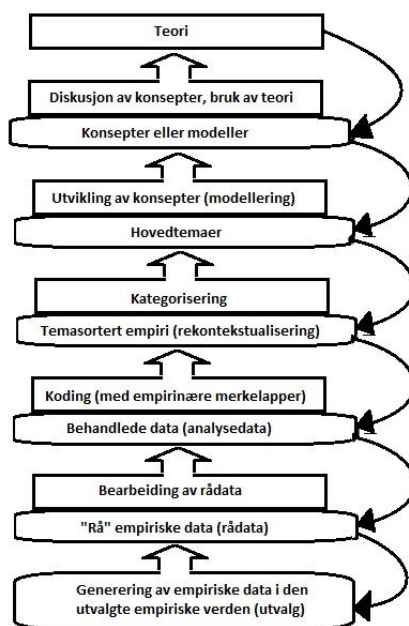 Teori
Diskusjon av konsepter, bruk av teori
Konsepter eller modeller
Utvikling av konsepter (modellering)
Hovedtemaer
Kategorisering
Temasortert empiri (rekontekstualisering)
Koding (med empirinære merkelapper)
Behandlede data (analysedata)
Bearbeiding av rådata
"Rå" empiriske data (rådata)
Generering av empiriske data i den
utvalgte empiriske verden (utvalg)